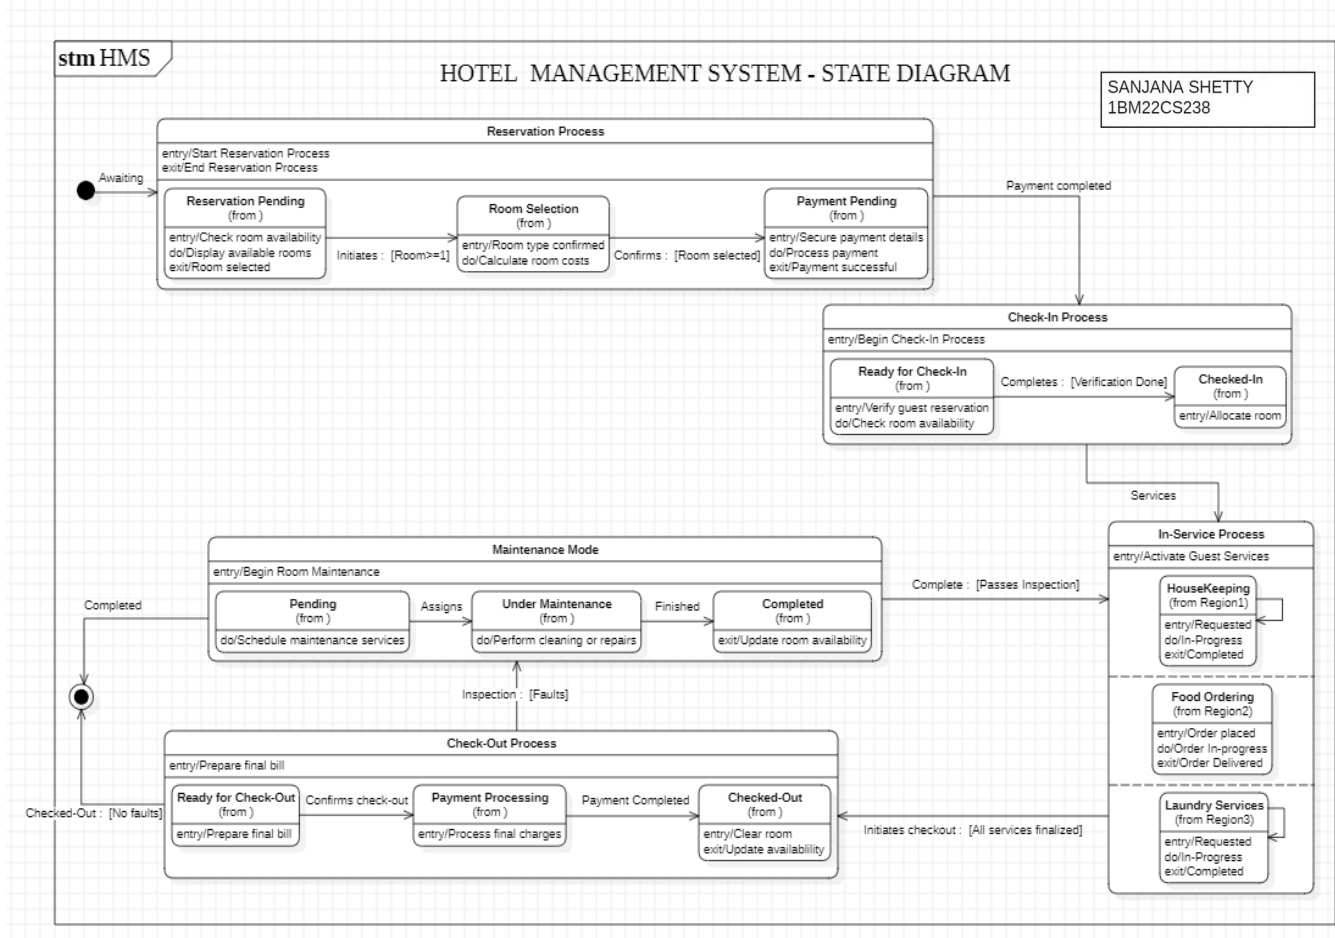 stm HMS
HOTEL MANAGEMENT SYSTEM - STATE DIAGRAM
SANJANA SHETTY
1BM22CS238
Reservation Process
entry/Start Reservation Process
exit/End Reservation Process
Awaiting
Reservation Pending
(from )
entry/Check room availability
do/Display available rooms
exit/Room selected
Initiates : [Room>=1]
Room Selection
(from )
entry/Room type confirmed
do/Calculate room costs
Confirms : [Room selected]
Payment Pending
(from )
entry/Secure payment details
do/Process payment
exit/Payment successful
Payment completed
Check-In Process
entry/Begin Check-In Process
Ready for Check-In
(from )
entry/Verify guest reservation
do/Check room availability
Completes : [Verification Done]
Checked-In
(from )
entry/Allocate room
Services
In-Service Process
entry/Activate Guest Services
HouseKeeping
(from Region1)
entry/Requested
do/In-Progress
exit/Completed
Food Ordering
(from Region2)
entry/Order placed
do/Order In-progress
exit/Order Delivered
Laundry Services
(from Region3)
entry/Requested
do/In-Progress
exit/Completed
Maintenance Mode
entry/Begin Room Maintenance
Pending
(from )
do/Schedule maintenance services
Assigns
Under Maintenance
(from )
do/Perform cleaning or repairs
Finished
Completed
(from )
exit/Update room availability
Complete : [Passes Inspection]
Completed
Inspection : [Faults]
Check-Out Process
entry/Prepare final bill
Ready for Check-Out
(from )
entry/Prepare final bill
Confirms check-out
Payment Processing
(from )
entry/Process final charges
Payment Completed
Checked-Out
(from )
entry/Clear room
exit/Update availablility
Checked-Out : [No faults]
Initiates checkout : [All services finalized]